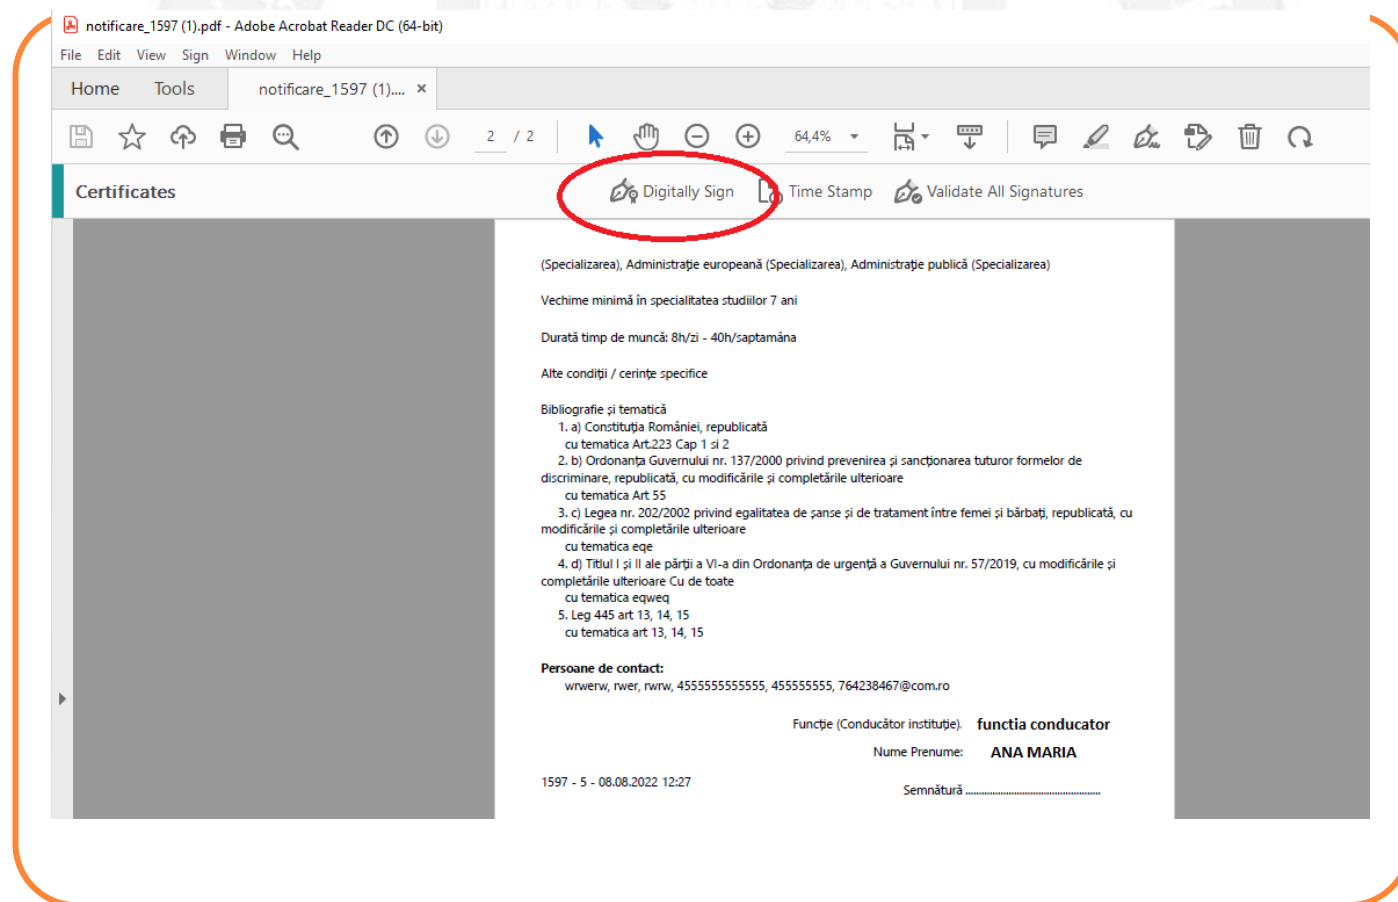 notificare_1597 (1).pdf - Adobe Acrobat Reader DC (64-bit)
File Edit View Sign Window Help
Home Tools notificare_1597 (1).... ×
2 / 2 64,4%
Certificates Digitally Sign Time Stamp Validate All Signatures
(Specializarea), Administrație europeană (Specializarea), Administrație publică (Specializarea)
Vechime minimă în specialitatea studiilor 7 ani
Durată timp de muncă: 8h/zi - 40h/saptamâna
Alte condiții / cerințe specifice
Bibliografie și tematică
1. a) Constituția României, republicată
cu tematica Art.223 Cap 1 si 2
2. b) Ordonanța Guvernului nr. 137/2000 privind prevenirea și sancționarea tuturor formelor de
discriminare, republicată, cu modificările și completările ulterioare
cu tematica Art 55
3. c) Legea nr. 202/2002 privind egalitatea de șanse și de tratament între femei și bărbați, republicată, cu
modificările și completările ulterioare
cu tematica eqe
4. d) Titlul I și II ale părții a VI-a din Ordonanța de urgență a Guvernului nr. 57/2019, cu modificările și
completările ulterioare Cu de toate
cu tematica eqweq
5. Leg 445 art 13, 14, 15
cu tematica art 13, 14, 15
Persoane de contact:
wrwerw, rwer, rwrw, 4555555555555, 455555555, 764238467@com.ro
Funcție (Conducător instituție). functia conducator
Nume Prenume: ANA MARIA
1597 - 5 - 08.08.2022 12:27
Semnătură ................................................